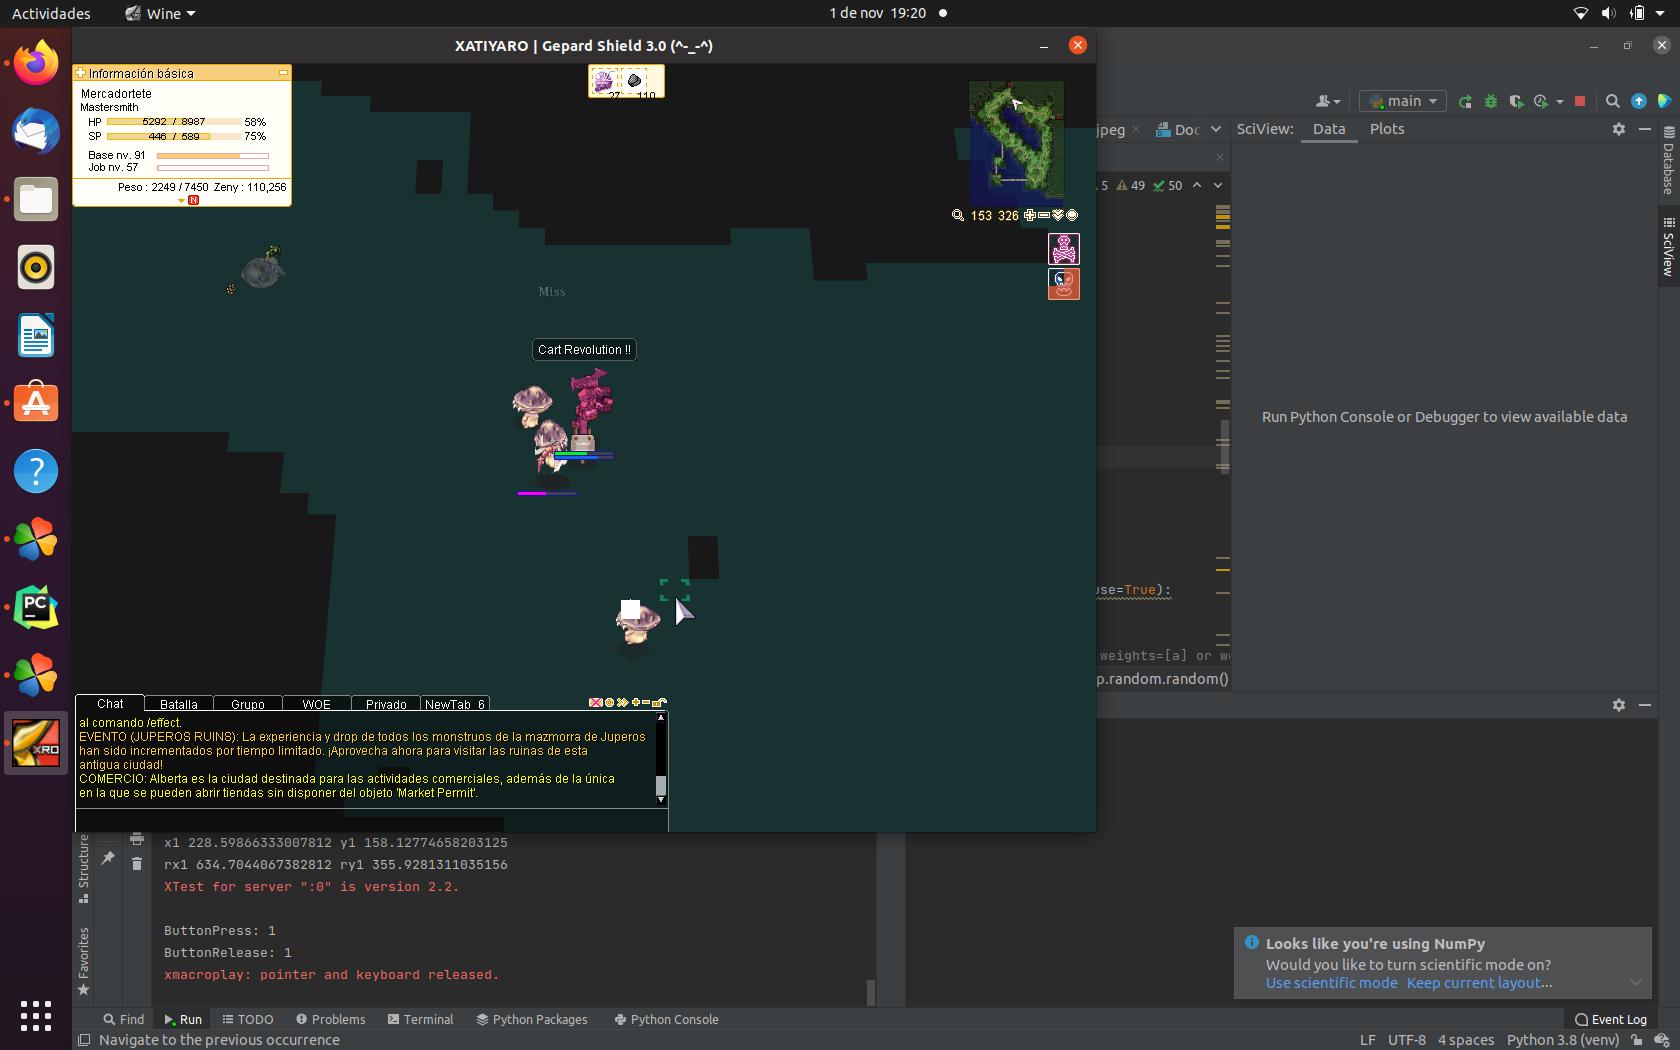 Actividades
Wine
1 de nov 19:20
XATIYARO | Gepard Shield 3.0 (^-_-^)
Información básica
Mercadortete
Mastersmith
HP 5292 / 8987 58%
SP 446 / 589 75%
Base nv. 91
Job nv. 57
Peso : 2249 / 7450 Zeny : 110,256
N
27 110
153 326
Miss
Cart Revolution !!
Chat Batalla Grupo WOE Privado NewTab_6
al comando /effect.
EVENTO (JUPEROS RUINS): La experiencia y drop de todos los monstruos de la mazmorra de Juperos
han sido incrementados por tiempo limitado. ¡Aprovecha ahora para visitar las ruinas de esta
antigua ciudad!
COMERCIO: Alberta es la ciudad destinada para las actividades comerciales, además de la única
en la que se pueden abrir tiendas sin disponer del objeto 'Market Permit'.
main
jpeg
Doc
SciView: Data Plots
5 49 50
Database
SciView
Run Python Console or Debugger to view available data
use=True):
weights=[a] or we
p.random.random()
PC
XRO
Structure
Favorites
x1 228.59866333007812 y1 158.12774658203125
rx1 634.7044067382812 ry1 355.9281311035156
XTest for server ":0" is version 2.2.
ButtonPress: 1
ButtonRelease: 1
xmacroplay: pointer and keyboard released.
Looks like you're using NumPy
Would you like to turn scientific mode on?
Use scientific mode Keep current layout...
Find Run TODO Problems Terminal Python Packages Python Console
Event Log
Navigate to the previous occurrence
LF UTF-8 4 spaces Python 3.8 (venv)